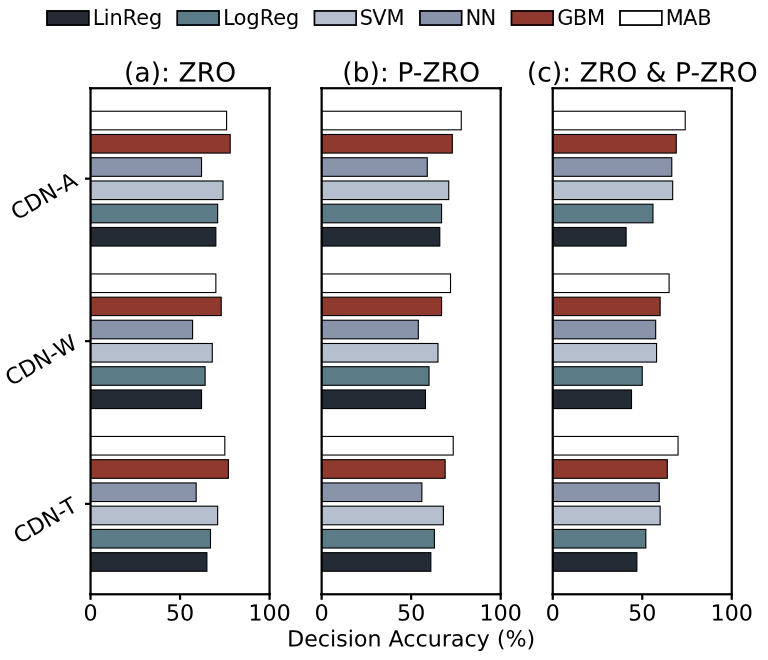 LinReg LogReg SVM NN GBM MAB
(a): ZRO (b): P-ZRO (c): ZRO & P-ZRO
CDN-A
CDN-W
CDN-T
0 50 100 0 50 100 0 50 100
Decision Accuracy (%)